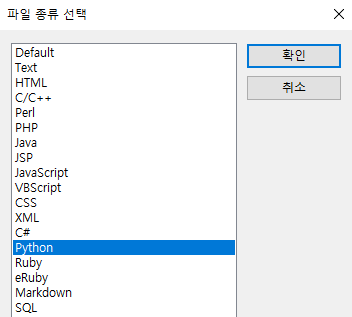 파일 종류 선택
Default
Text
HTML
C/C++
Perl
PHP
Java
JSP
JavaScript
VBScript
CSS
XML
C#
Python
Ruby
eRuby
Markdown
SQL
확인
취소